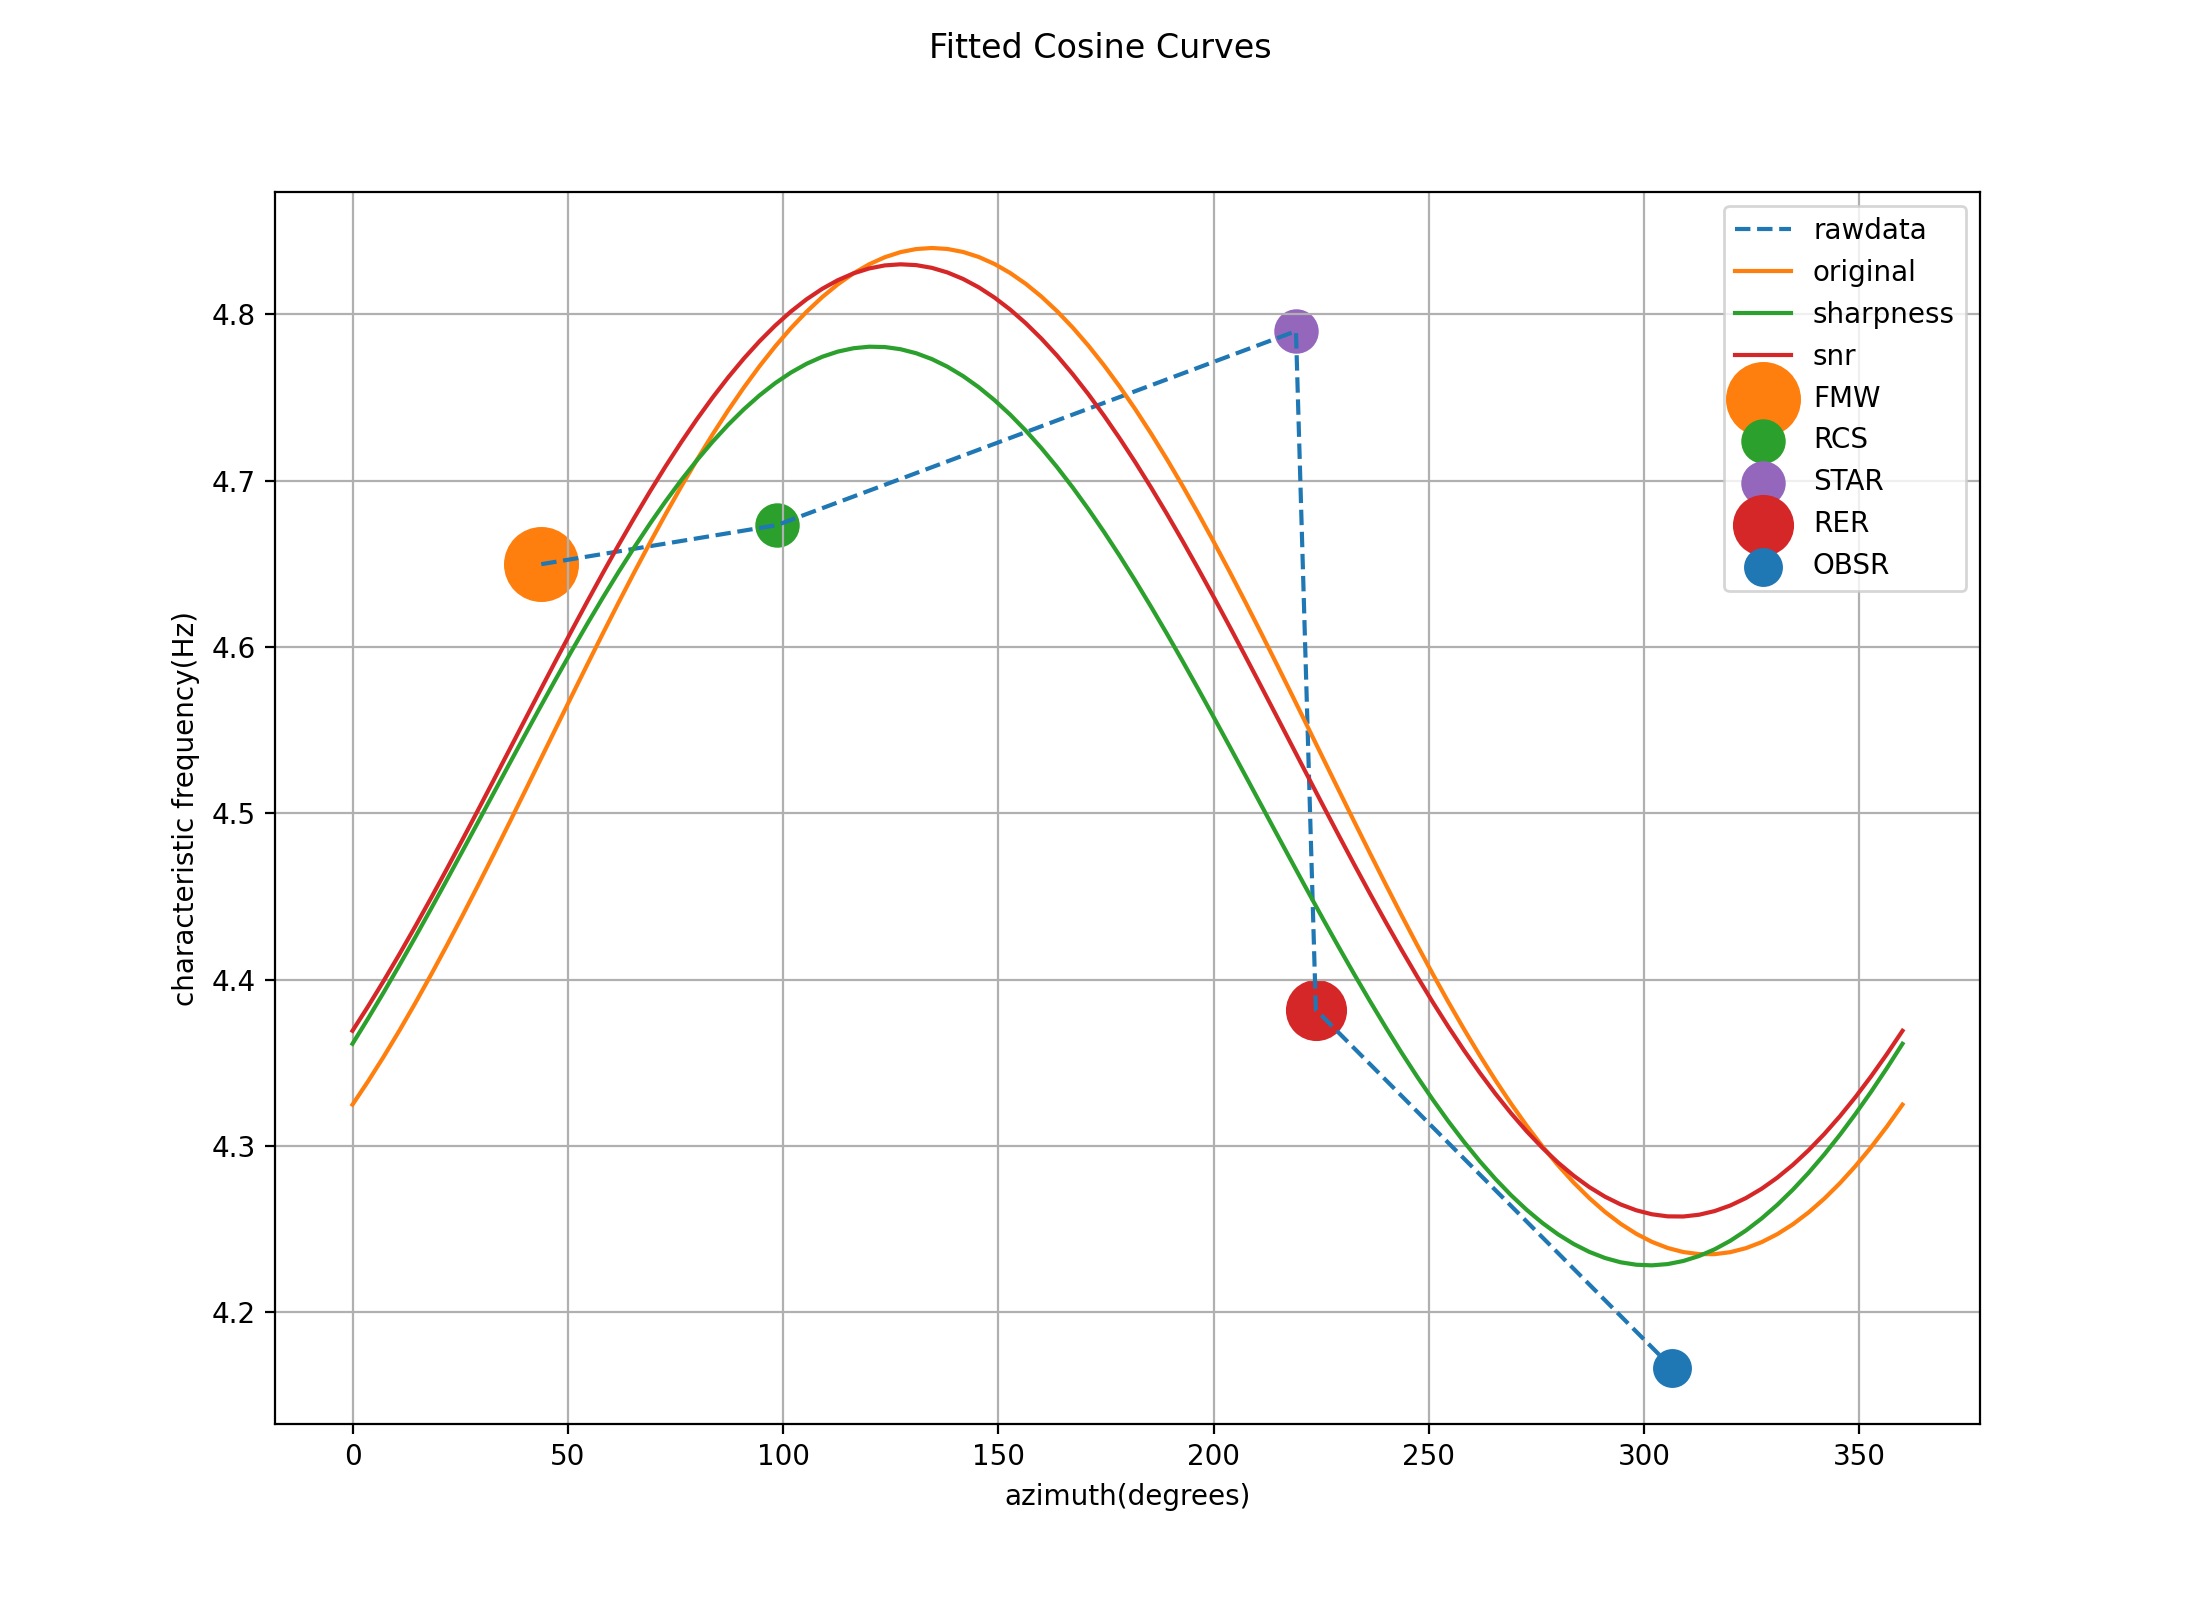 Fitted Cosine Curves
rawdata
original
sharpness
snr
FMW
RCS
STAR
RER
OBSR
characteristic frequency(Hz)
4.8
4.7
4.6
4.5
4.4
4.3
4.2
0 50 100 150 200 250 300 350
azimuth(degrees)